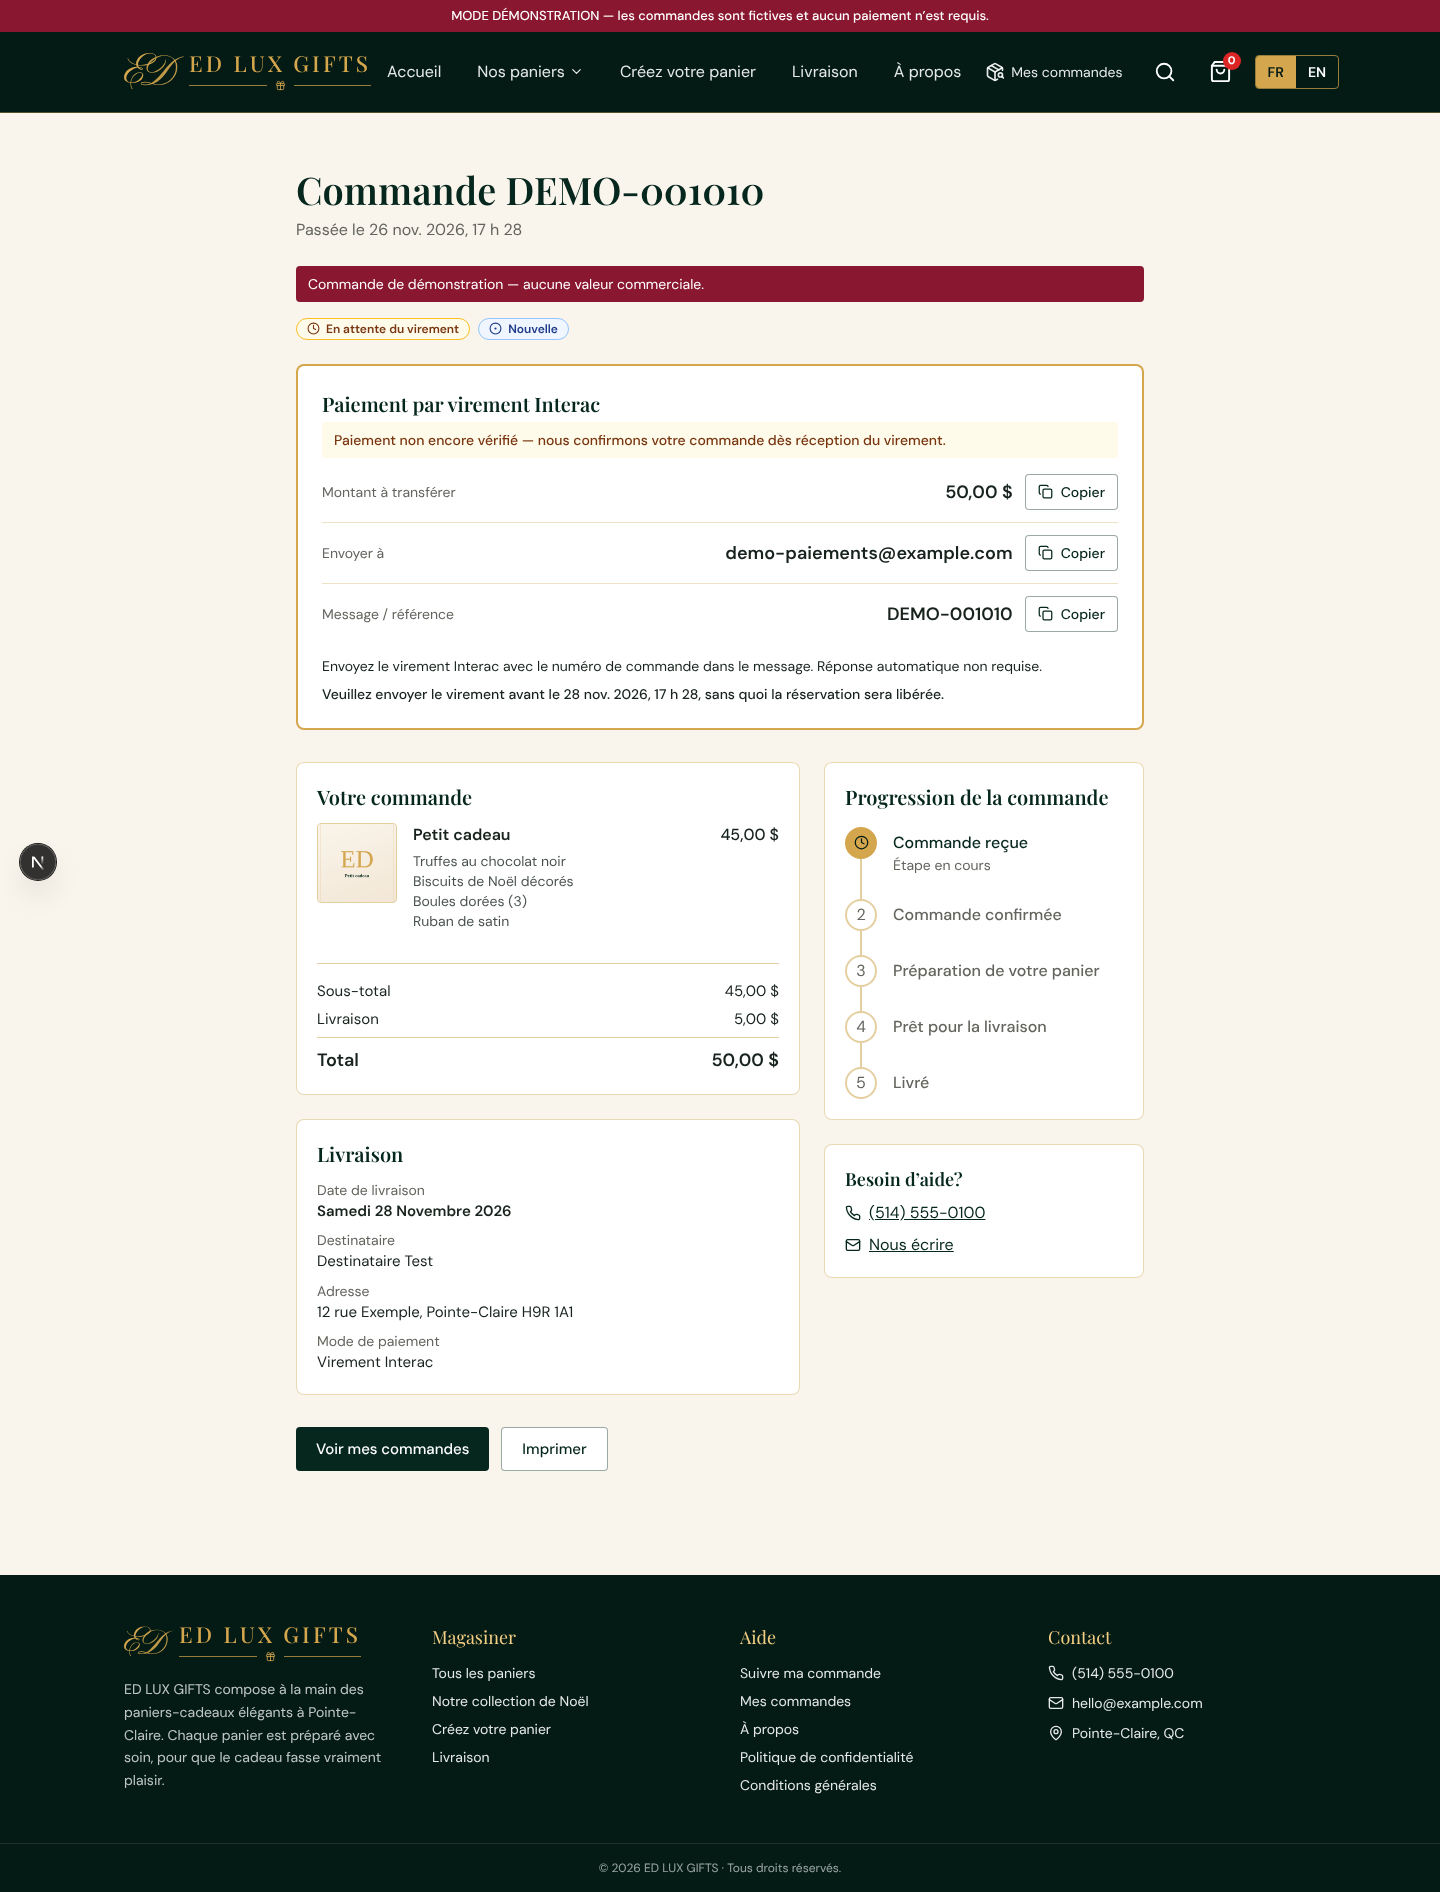 MODE DÉMONSTRATION — les commandes sont fictives et aucun paiement n’est requis.
ED ED LUX GIFTS
Accueil
Nos paniers
Créez votre panier
Livraison
À propos
Mes commandes
0
FR
EN
Commande DEMO-001010
Passée le 26 nov. 2026, 17 h 28
Commande de démonstration — aucune valeur commerciale.
En attente du virement
Nouvelle
Paiement par virement Interac
Paiement non encore vérifié — nous confirmons votre commande dès réception du virement.
Montant à transférer
50,00 $
Copier
Envoyer à
demo-paiements@example.com
Copier
Message / référence
DEMO-001010
Copier
Envoyez le virement Interac avec le numéro de commande dans le message. Réponse automatique non requise.
Veuillez envoyer le virement avant le 28 nov. 2026, 17 h 28, sans quoi la réservation sera libérée.
Votre commande
ED
Petit cadeau
Petit cadeau
45,00 $
Truffes au chocolat noir
Biscuits de Noël décorés
Boules dorées (3)
Ruban de satin
Sous-total
45,00 $
Livraison
5,00 $
Total
50,00 $
Progression de la commande
Commande reçue
Étape en cours
2
Commande confirmée
3
Préparation de votre panier
4
Prêt pour la livraison
5
Livré
Livraison
Date de livraison
Samedi 28 Novembre 2026
Destinataire
Destinataire Test
Adresse
12 rue Exemple, Pointe-Claire H9R 1A1
Mode de paiement
Virement Interac
Besoin d’aide?
(514) 555-0100
Nous écrire
Voir mes commandes
Imprimer
N
ED ED LUX GIFTS
ED LUX GIFTS compose à la main des
paniers-cadeaux élégants à Pointe-
Claire. Chaque panier est préparé avec
soin, pour que le cadeau fasse vraiment
plaisir.
Magasiner
Tous les paniers
Notre collection de Noël
Créez votre panier
Livraison
Aide
Suivre ma commande
Mes commandes
À propos
Politique de confidentialité
Conditions générales
Contact
(514) 555-0100
hello@example.com
Pointe-Claire, QC
© 2026 ED LUX GIFTS · Tous droits réservés.